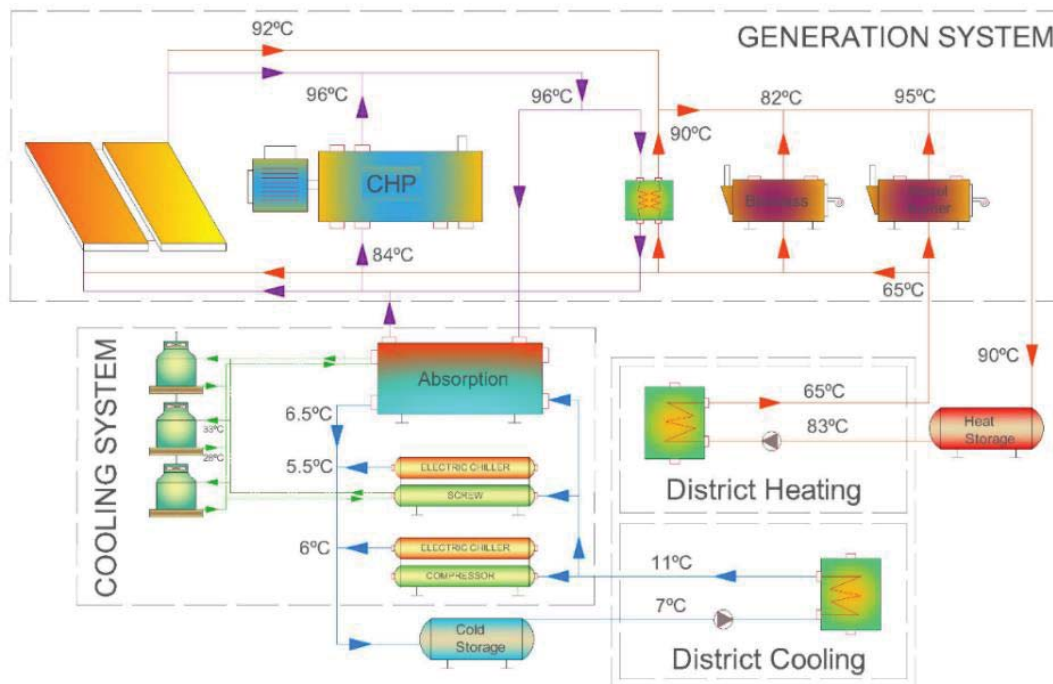 GENERATION SYSTEM
92ºC
96ºC
96ºC
90ºC
82ºC
95ºC
CHP
Biomass
84ºC
65ºC
90ºC
COOLING SYSTEM
Absorption
6.5ºC
33ºC
28ºC
5.5ºC
ELECTRIC CHILLER
SCREW
6ºC
ELECTRIC CHILLER
COMPRESSOR
65ºC
83ºC
Heat
Storage
District Heating
11ºC
7ºC
Cold
Storage
District Cooling